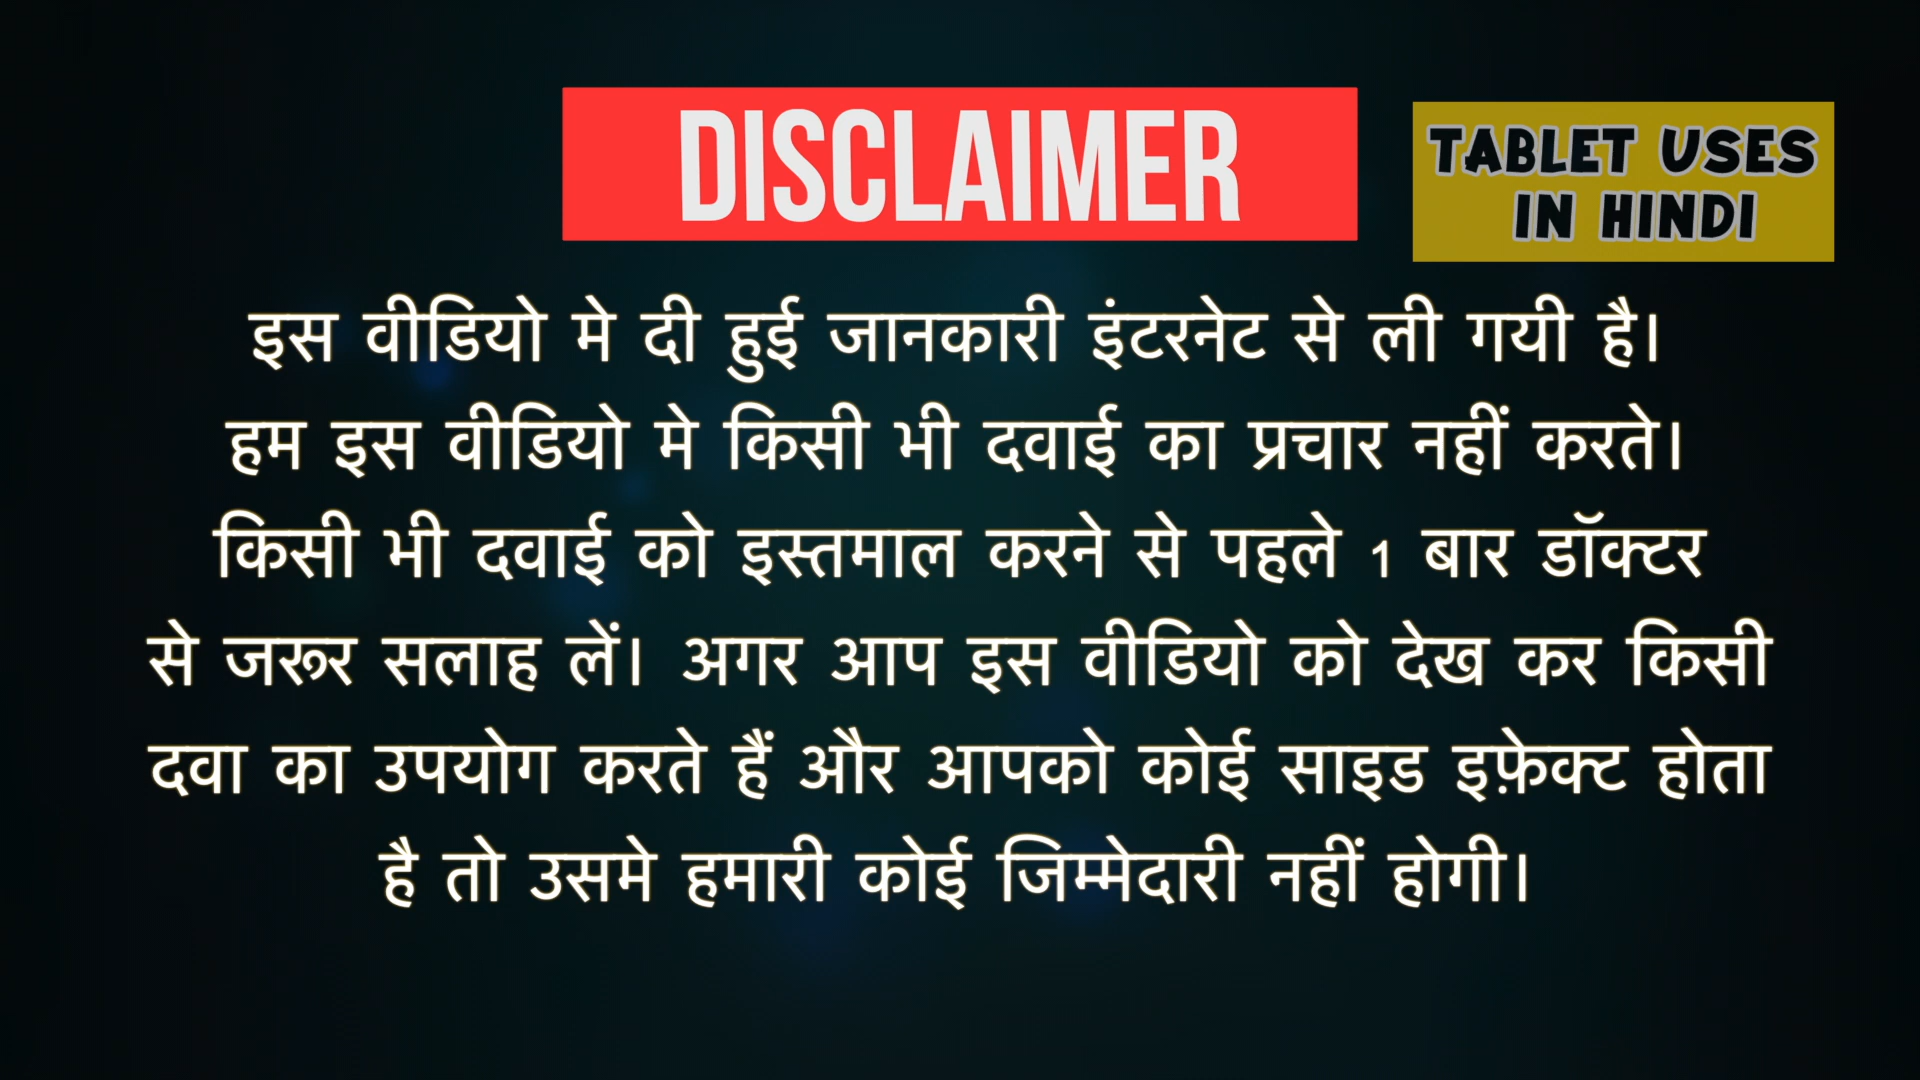 DISCLAIMER
TABLET USES
IN HINDI
इस वीडियो मे दी हुई जानकारी इंटरनेट से ली गयी है।
हम इस वीडियो मे किसी भी दवाई का प्रचार नहीं करते।
किसी भी दवाई को इस्तमाल करने से पहले 1 बार डॉक्टर
से जरूर सलाह लें। अगर आप इस वीडियो को देख कर किसी
दवा का उपयोग करते हैं और आपको कोई साइड इफ़ेक्ट होता
है तो उसमे हमारी कोई जिम्मेदारी नहीं होगी।